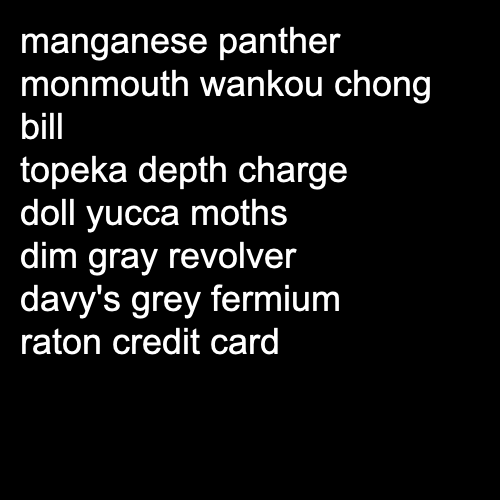 manganese panther
monmouth wankou chong
bill
topeka depth charge
doll yucca moths
dim gray revolver
davy's grey fermium
raton credit card